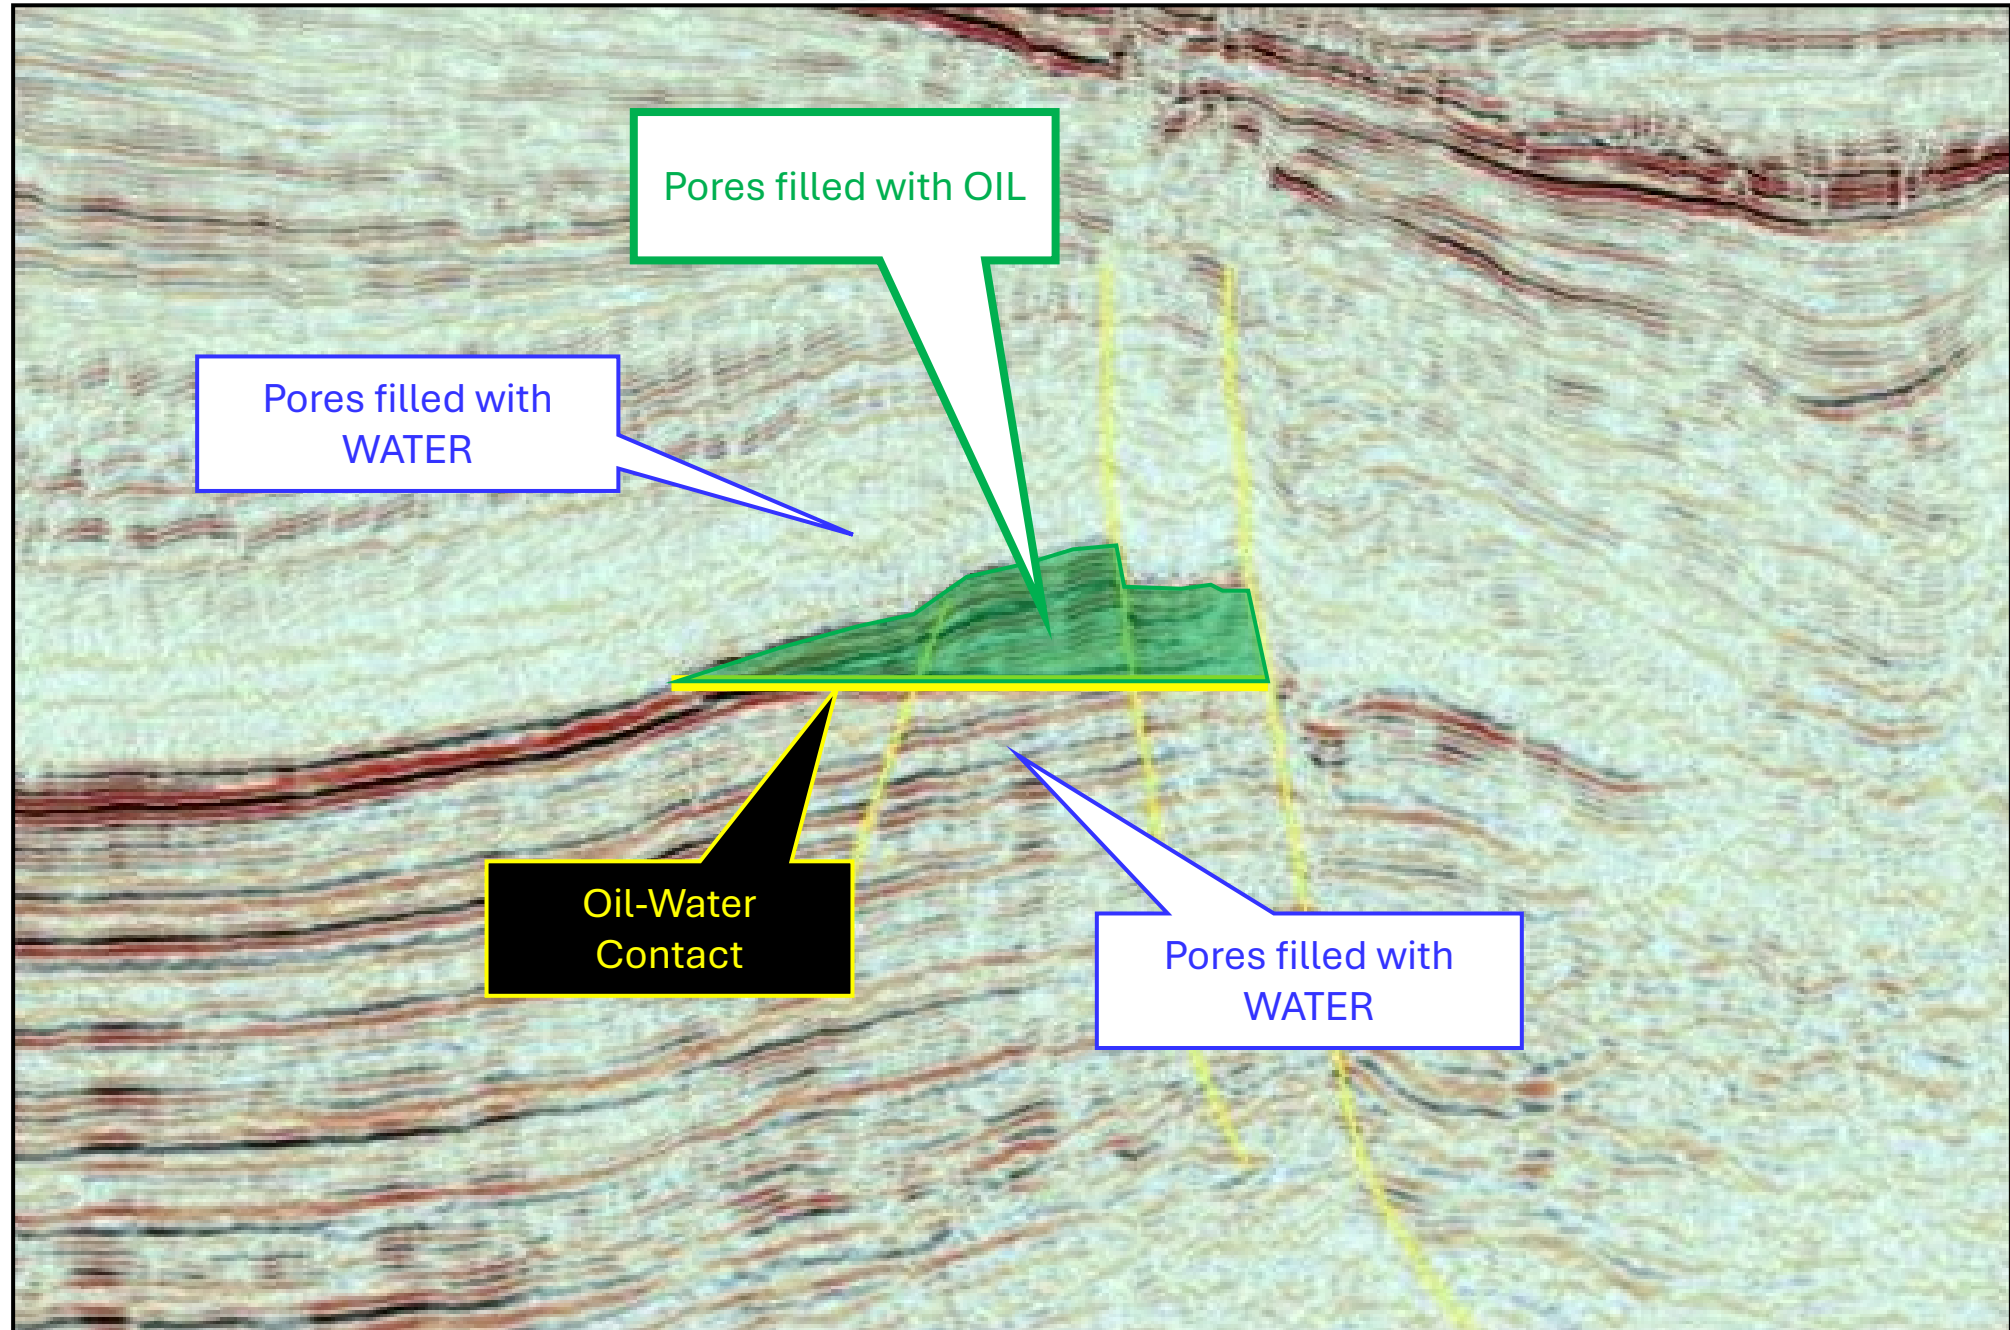 Pores filled with OIL
Pores filled with
WATER
Oil-Water
Contact
Pores filled with
WATER